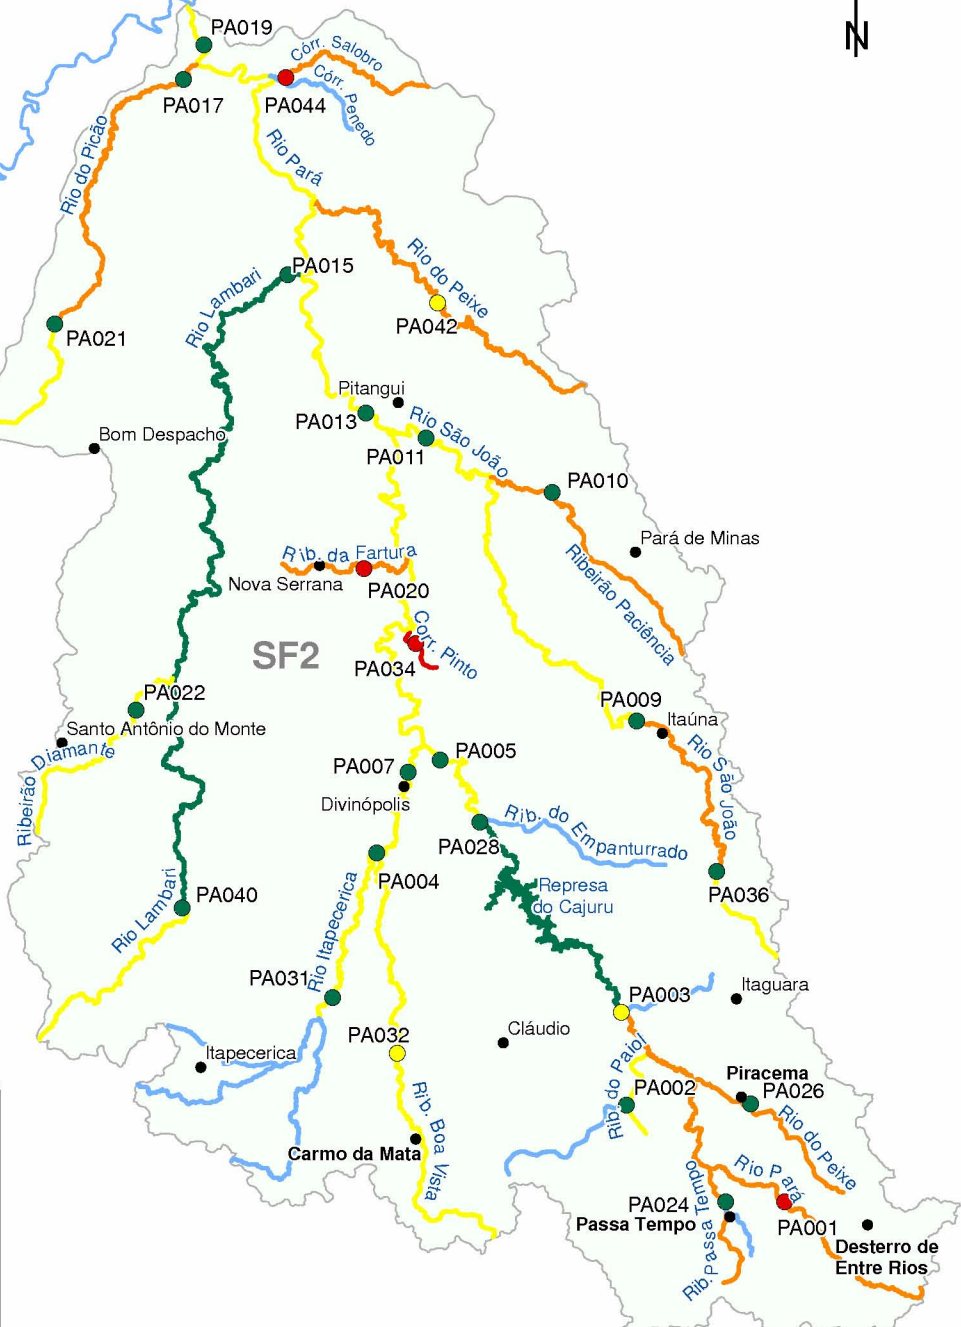 N
PA019
Córr. Salobro
PA017
PA044
Córr. Penedo
Rio do Picão
Rio Pará
PA015
Rio do Peixe
Rio Lambari
PA042
PA021
Pitangui
PA013
Rio São João
Bom Despacho
PA011
PA010
Pará de Minas
Rib. da Fartura
Nova Serrana
PA020
Ribeirão Paciência
Corr. Pinto
SF2
PA034
PA022
PA009
Santo Antônio do Monte
Itaúna
Ribeirão Diamante
PA007
PA005
Rio São João
Divinópolis
Rib. do Empanturrado
PA028
PA004
Represa
do Cajuru
PA036
PA040
Rio Lambari
Rio Itapecerica
PA031
PA003
Itaguara
PA032
Cláudio
Itapecerica
Rib. do Paiol
Piracema
PA002
PA026
Rib. Boa Vista
Rio do Peixe
Carmo da Mata
Rio Pará
PA024
Passa Tempo
Rib. Passa Tempo
PA001
Desterro de
Entre Rios